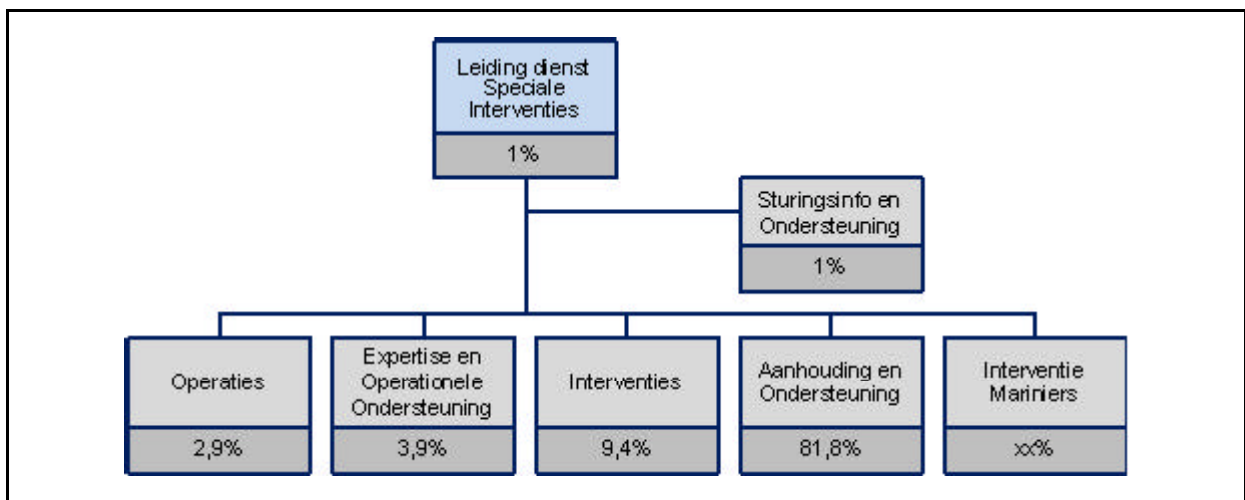 Leiding dienst
Speciale
Interventies
1%
Sturingsinfo en
Ondersteuning
1%
Operaties
2,9%
Expertise en
Operationele
Ondersteuning
3,9%
Interventies
9,4%
Aanhouding en
Ondersteuning
81,8%
Interventie
Mariniers
xx%